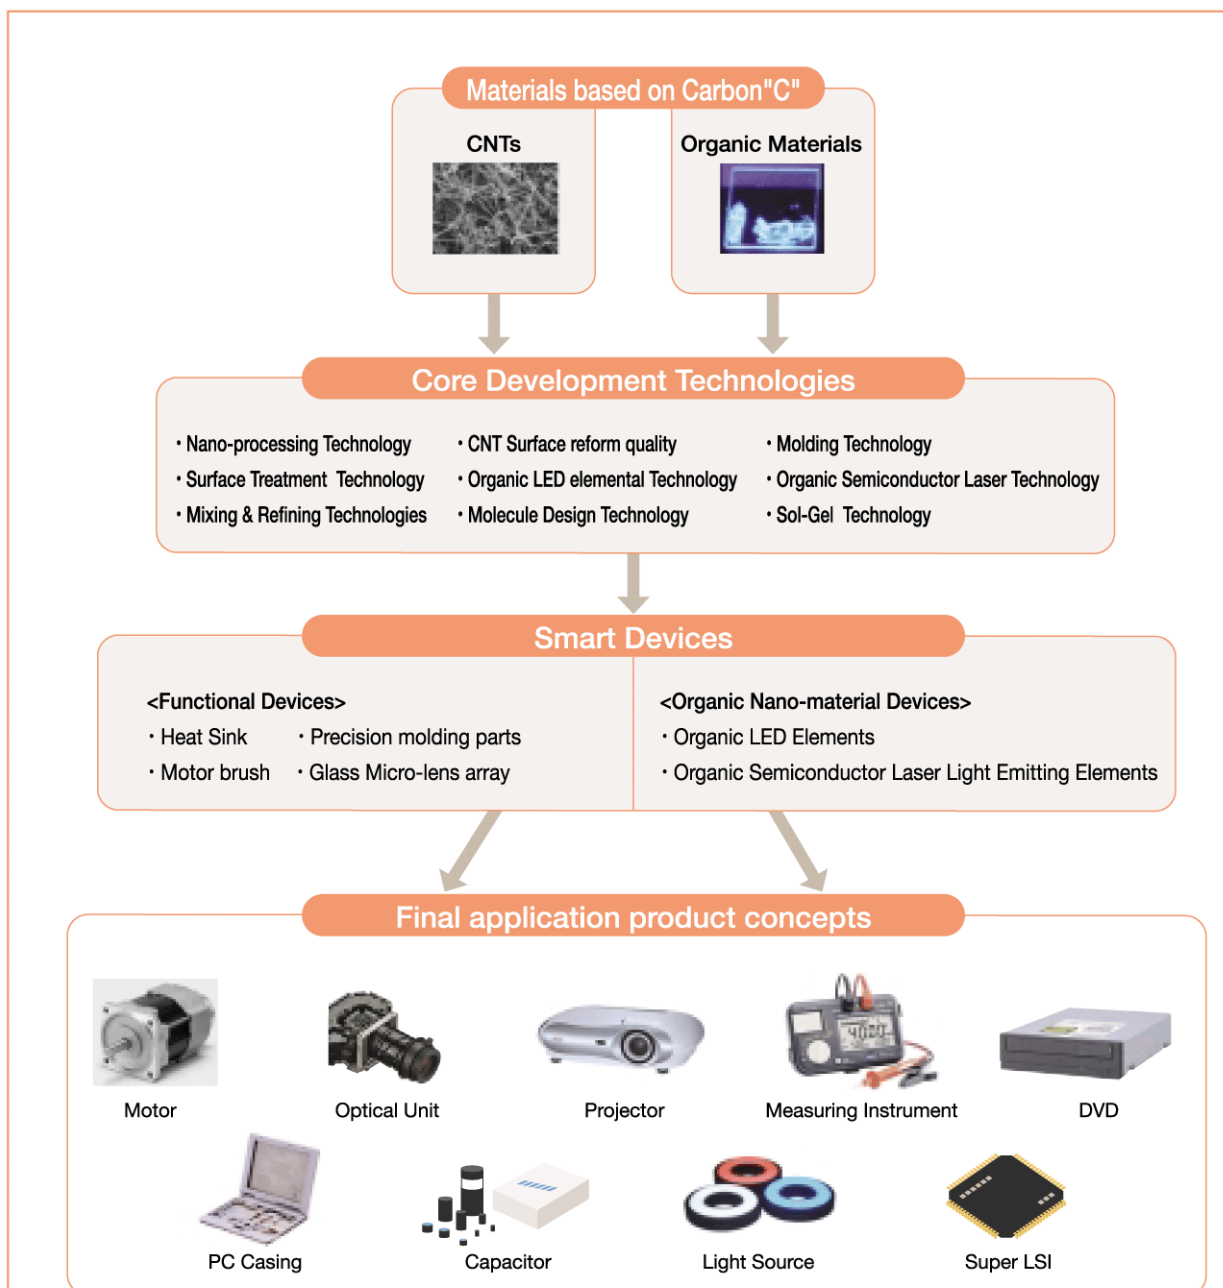 Materials based on Carbon"C"
CNTs
Organic Materials
Core Development Technologies
・Nano-processing Technology
・CNT Surface reform quality
・Molding Technology
・Surface Treatment Technology
・Organic LED elemental Technology
・Organic Semiconductor Laser Technology
・Mixing & Refining Technologies
・Molecule Design Technology
・Sol-Gel Technology
Smart Devices
<Functional Devices>
・Heat Sink
・Precision molding parts
・Motor brush
・Glass Micro-lens array
<Organic Nano-material Devices>
・Organic LED Elements
・Organic Semiconductor Laser Light Emitting Elements
Final application product concepts
Motor
Optical Unit
Projector
Measuring Instrument
DVD
PC Casing
Capacitor
Light Source
Super LSI